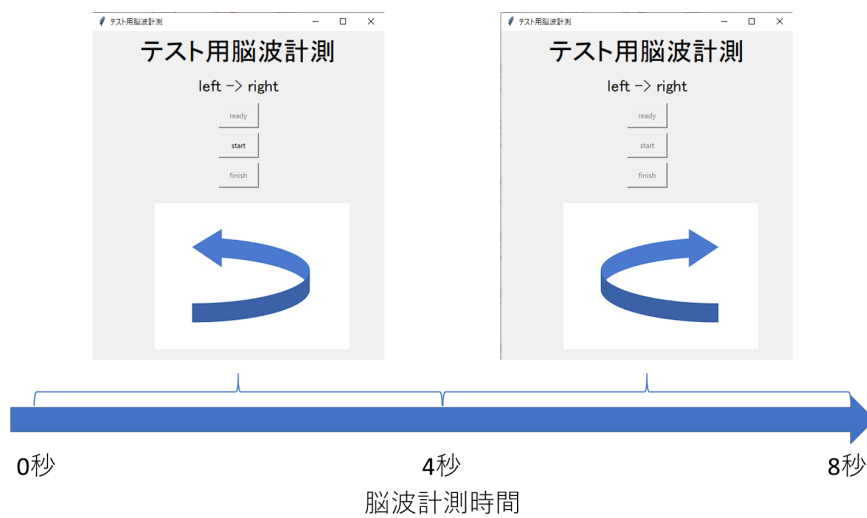 テスト用脳波計測
テスト用脳波計測
left -> right
ready
start
finish
テスト用脳波計測
テスト用脳波計測
left -> right
ready
start
finish
0秒
4秒
8秒
脳波計測時間